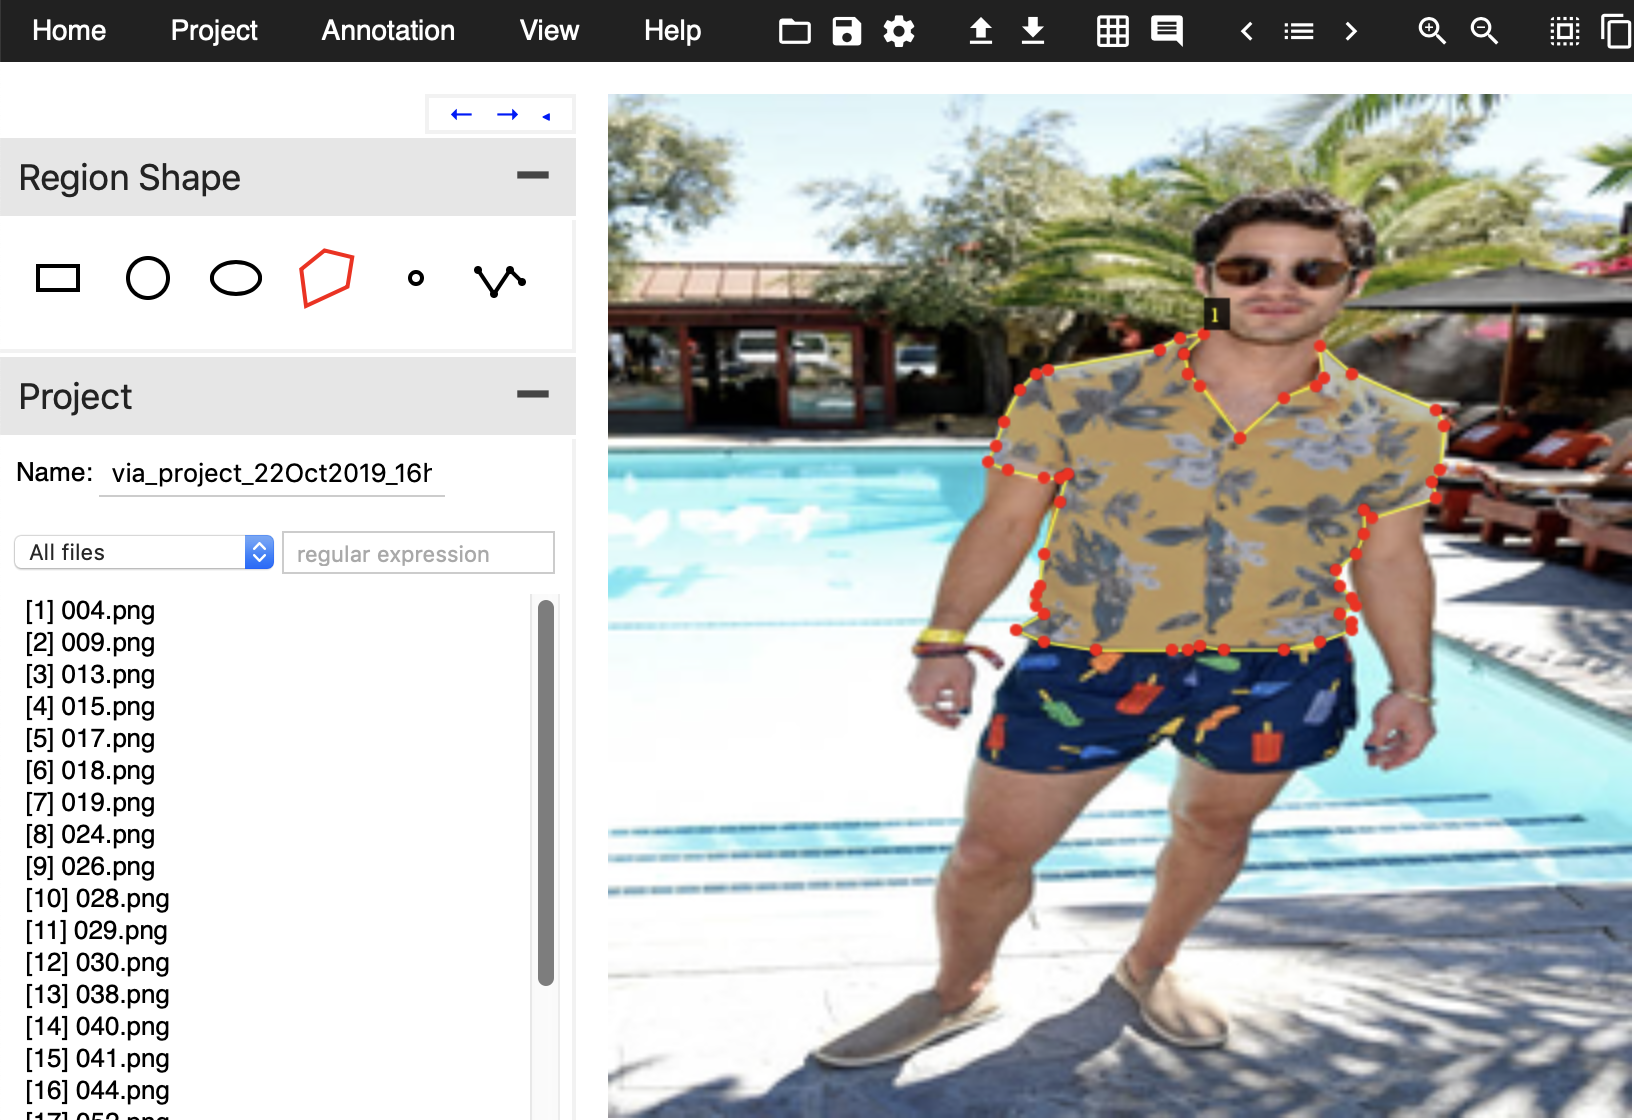 Home Project Annotation View Help
Region Shape
1
Project
Name: via_project_22Oct2019_16h
All files regular expression
[1] 004.png
[2] 009.png
[3] 013.png
[4] 015.png
[5] 017.png
[6] 018.png
[7] 019.png
[8] 024.png
[9] 026.png
[10] 028.png
[11] 029.png
[12] 030.png
[13] 038.png
[14] 040.png
[15] 041.png
[16] 044.png